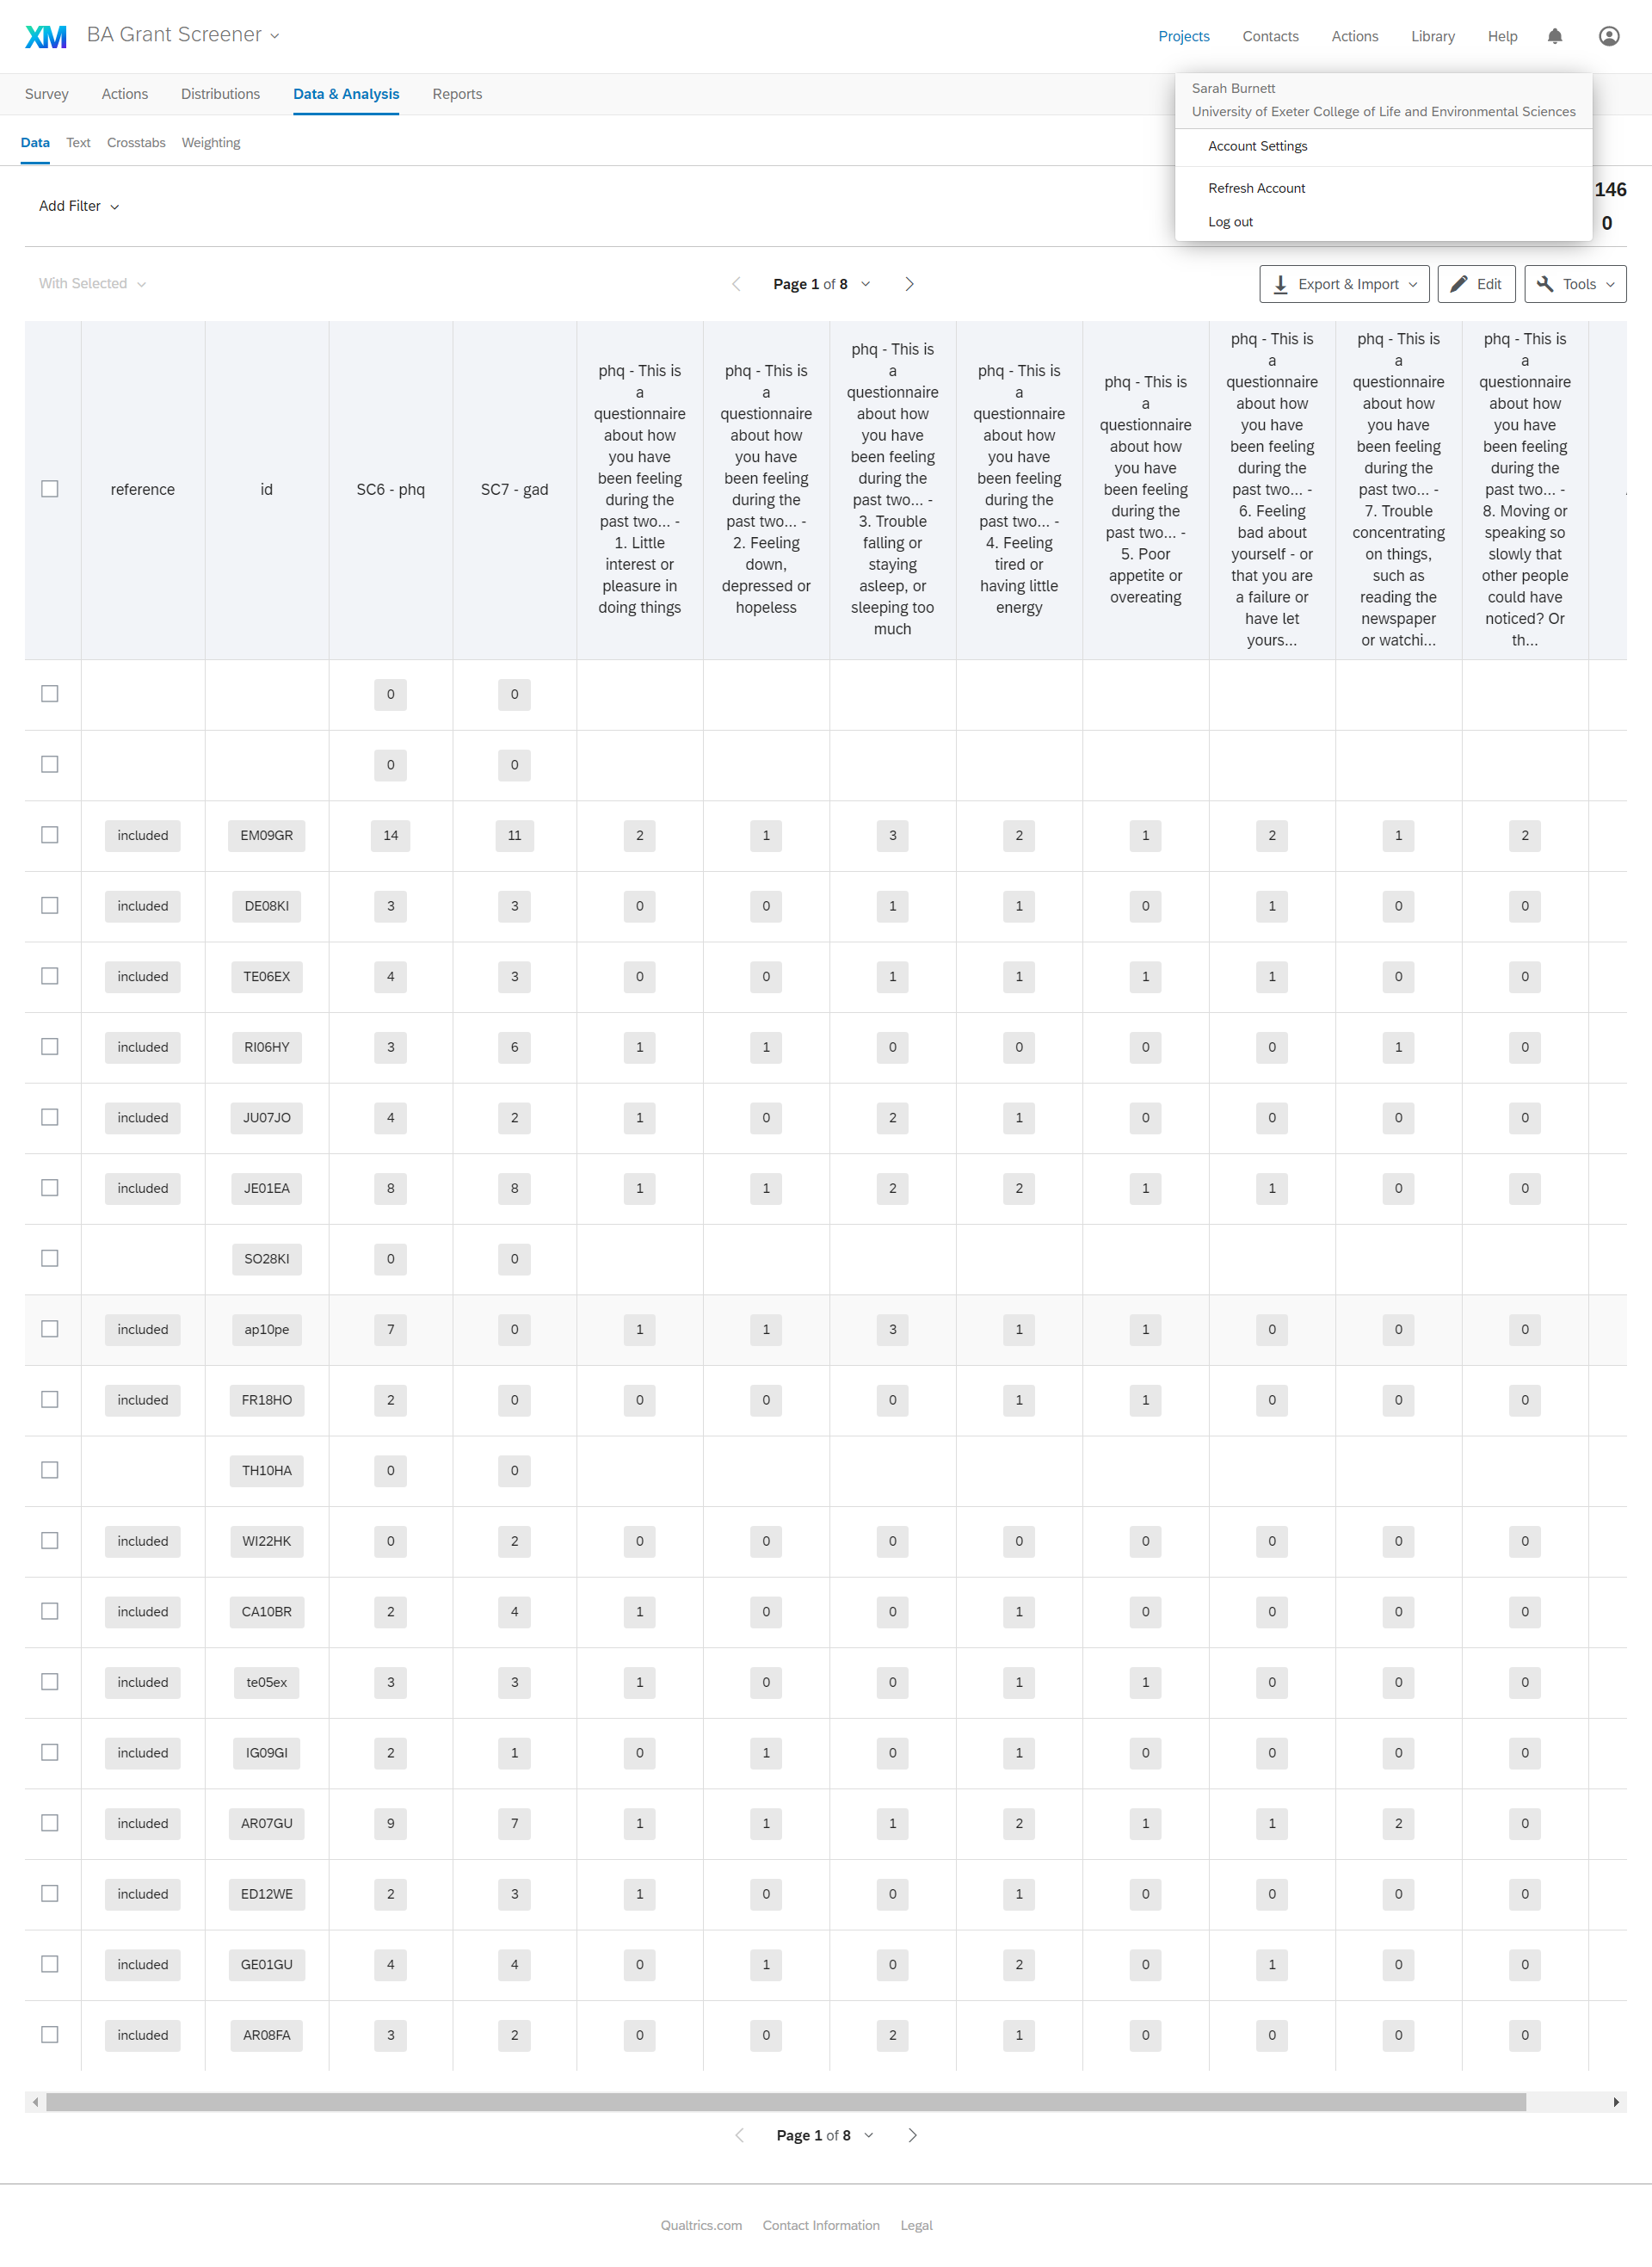 XM BA Grant Screener
Projects Contacts Actions Library Help
Survey Actions Distributions Data & Analysis Reports
Sarah Burnett
University of Exeter College of Life and Environmental Sciences
Account Settings
Refresh Account
Log out
Data Text Crosstabs Weighting
146
0
Add Filter
With Selected
Page 1 of 8
Export & Import Edit Tools
reference
id
SC6 - phq
SC7 - gad
phq - This is
a
questionnaire
about how
you have
been feeling
during the
past two... -
1. Little
interest or
pleasure in
doing things
phq - This is
a
questionnaire
about how
you have
been feeling
during the
past two... -
2. Feeling
down,
depressed or
hopeless
phq - This is
a
questionnaire
about how
you have
been feeling
during the
past two... -
3. Trouble
falling or
staying
asleep, or
sleeping too
much
phq - This is
a
questionnaire
about how
you have
been feeling
during the
past two... -
4. Feeling
tired or
having little
energy
phq - This is
a
questionnaire
about how
you have
been feeling
during the
past two... -
5. Poor
appetite or
overeating
phq - This is
a
questionnaire
about how
you have
been feeling
during the
past two... -
6. Feeling
bad about
yourself - or
that you are
a failure or
have let
yours...
phq - This is
a
questionnaire
about how
you have
been feeling
during the
past two... -
7. Trouble
concentrating
on things,
such as
reading the
newspaper
or watchi...
phq - This is
a
questionnaire
about how
you have
been feeling
during the
past two... -
8. Moving or
speaking so
slowly that
other people
could have
noticed? Or
th...
0 0
0 0
included EM09GR 14 11 2 1 3 2 1 2 1 2
included DE08KI 3 3 0 0 1 1 0 1 0 0
included TE06EX 4 3 0 0 1 1 1 1 0 0
included RI06HY 3 6 1 1 0 0 0 0 1 0
included JU07JO 4 2 1 0 2 1 0 0 0 0
included JE01EA 8 8 1 1 2 2 1 1 0 0
SO28KI 0 0
included ap10pe 7 0 1 1 3 1 1 0 0 0
included FR18HO 2 0 0 0 0 1 1 0 0 0
TH10HA 0 0
included WI22HK 0 2 0 0 0 0 0 0 0 0
included CA10BR 2 4 1 0 0 1 0 0 0 0
included te05ex 3 3 1 0 0 1 1 0 0 0
included IG09GI 2 1 0 1 0 1 0 0 0 0
included AR07GU 9 7 1 1 1 2 1 1 2 0
included ED12WE 2 3 1 0 0 1 0 0 0 0
included GE01GU 4 4 0 1 0 2 0 1 0 0
included AR08FA 3 2 0 0 2 1 0 0 0 0
Page 1 of 8
Qualtrics.com Contact Information Legal